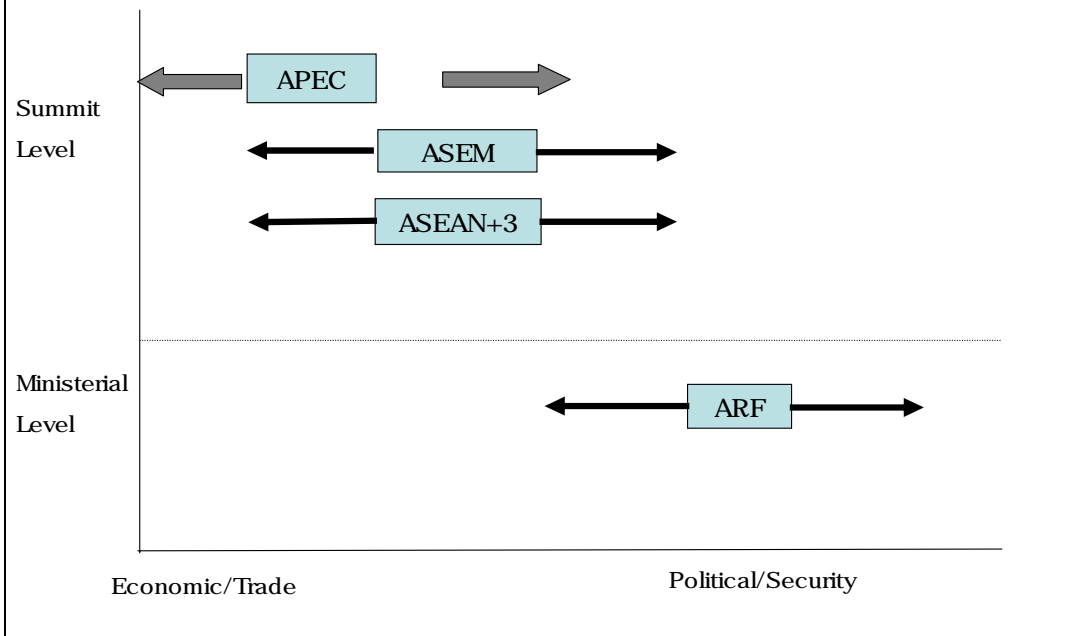 APEC
Summit
Level
ASEM
ASEAN+3
Ministerial
Level
ARF
Economic/Trade
Political/Security